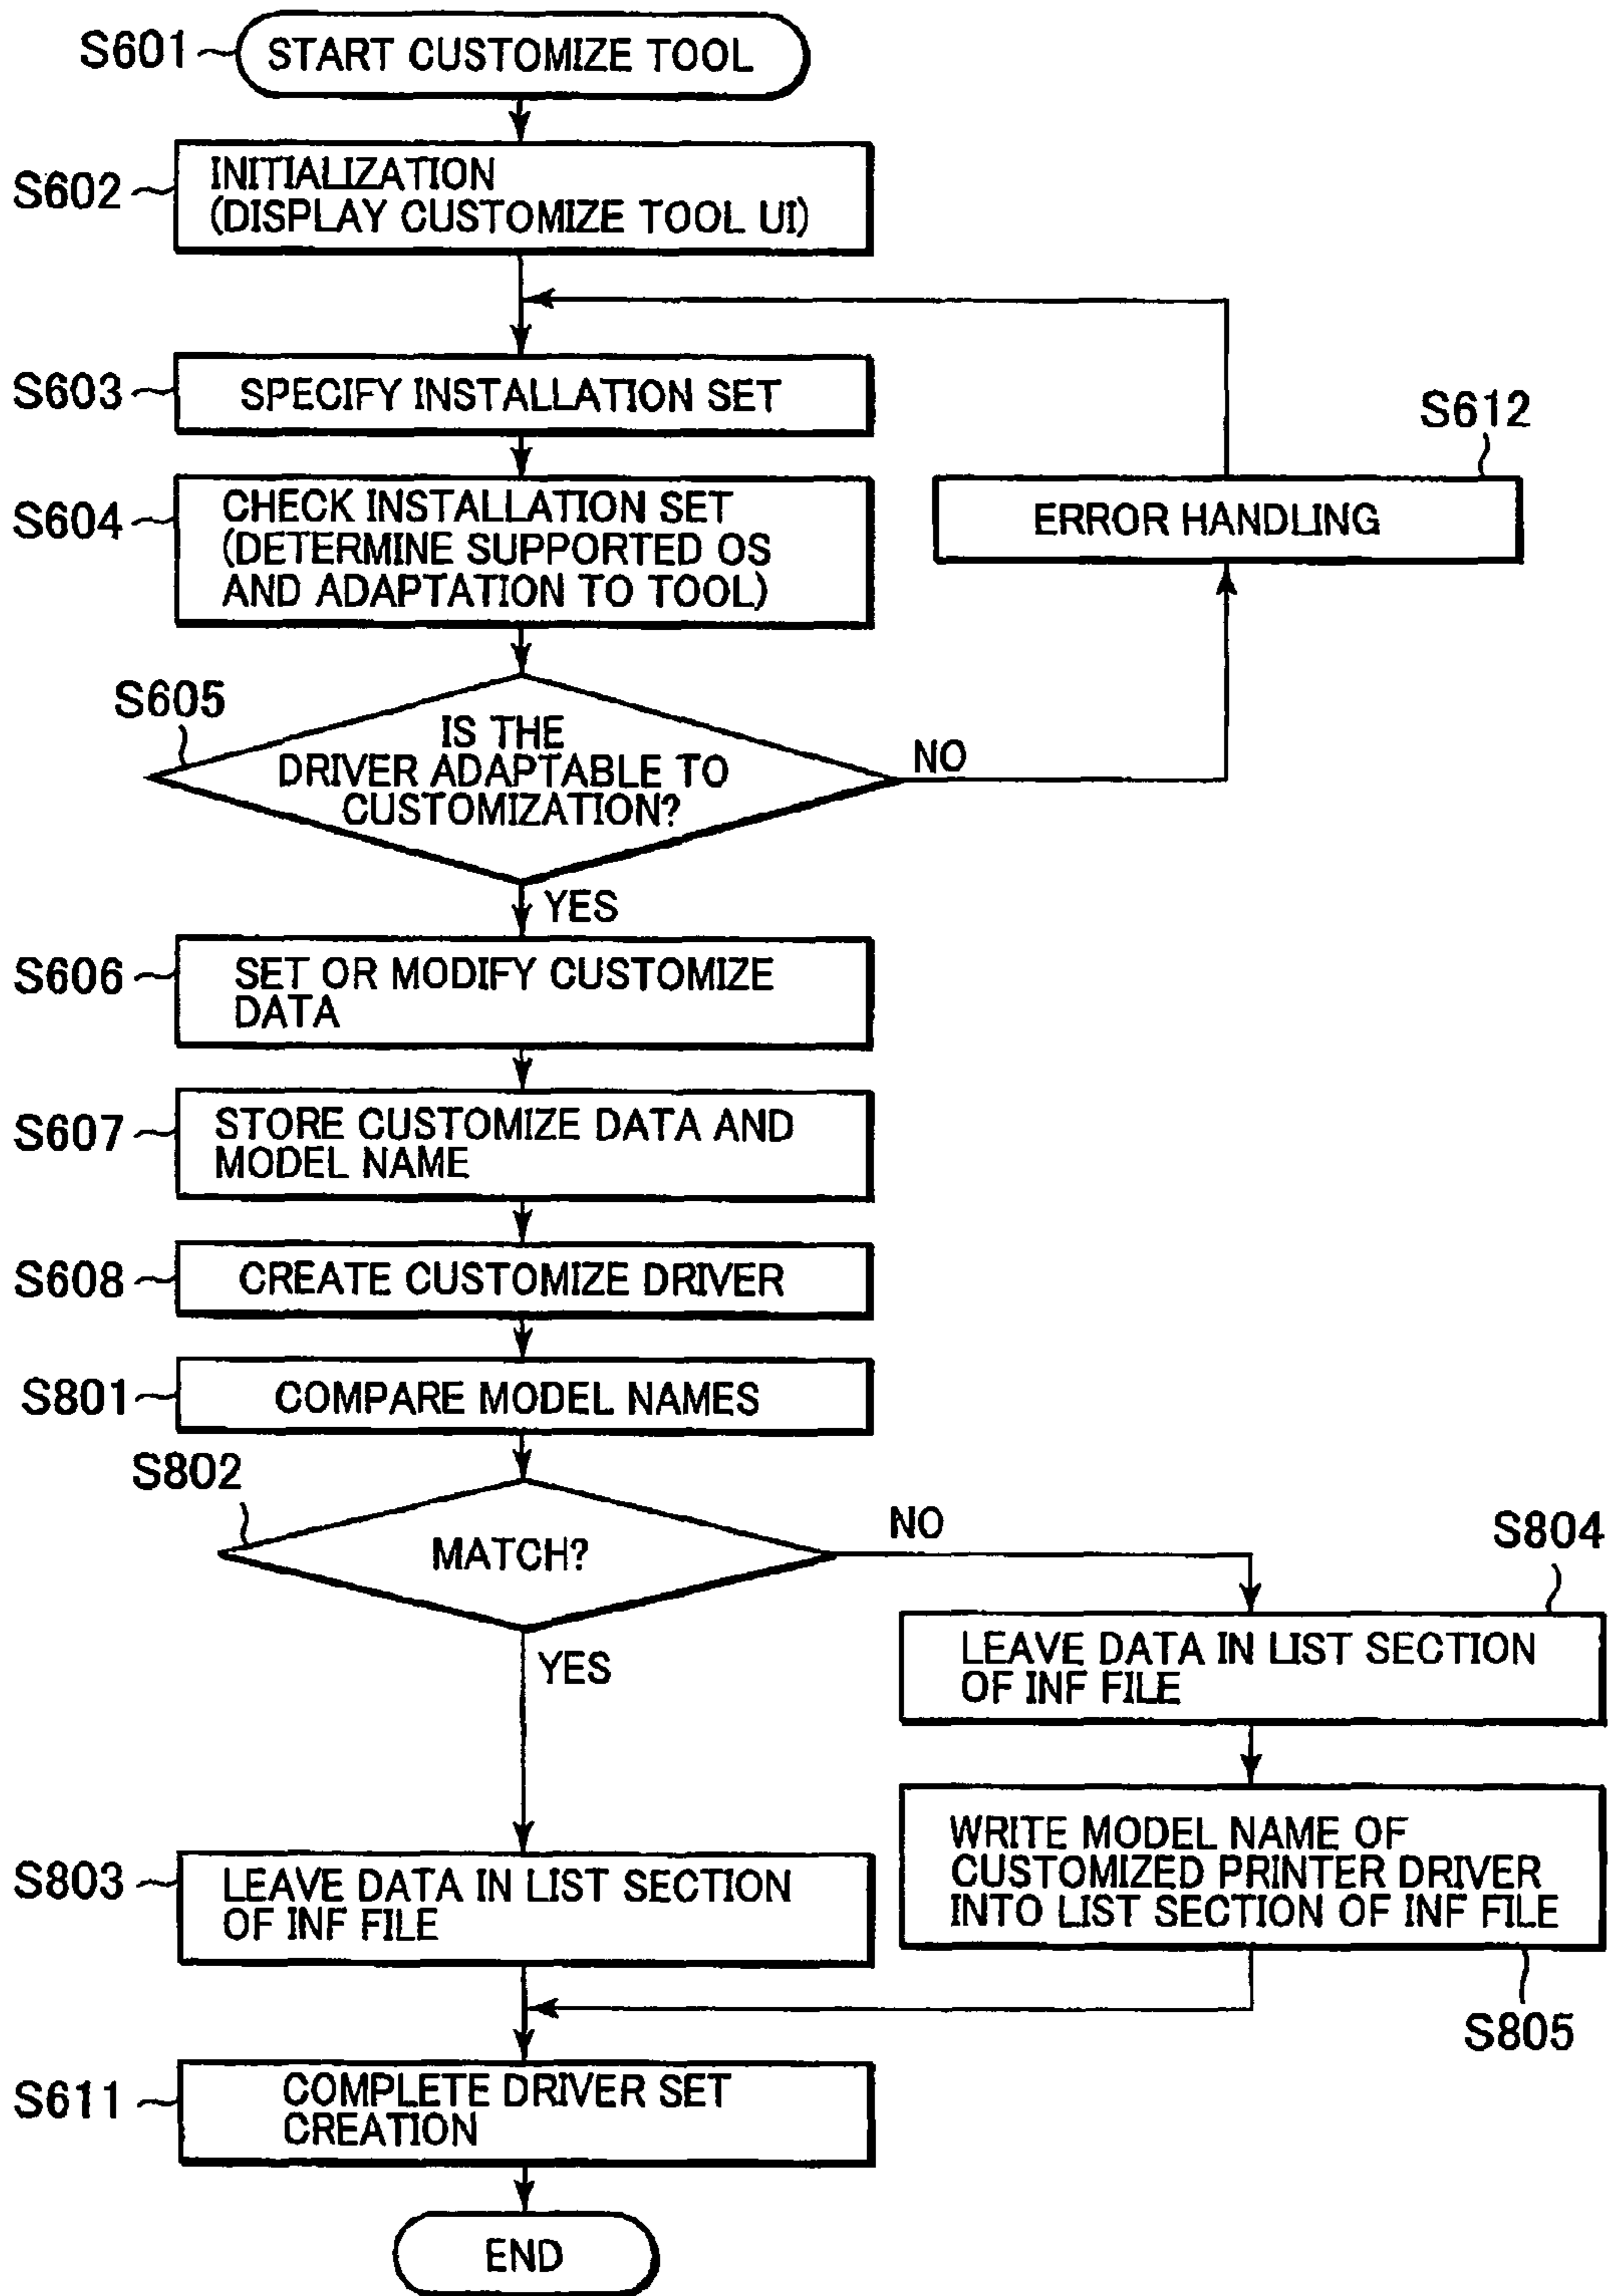 S601
START CUSTOMIZE TOOL
S602
INITIALIZATION
(DISPLAY CUSTOMIZE TOOL UI)
S603
SPECIFY INSTALLATION SET
S612
ERROR HANDLING
S604
CHECK INSTALLATION SET
(DETERMINE SUPPORTED OS
AND ADAPTATION TO TOOL)
S605
IS THE
DRIVER ADAPTABLE TO
CUSTOMIZATION?
NO
YES
S606
SET OR MODIFY CUSTOMIZE
DATA
S607
STORE CUSTOMIZE DATA AND
MODEL NAME
S608
CREATE CUSTOMIZE DRIVER
S801
COMPARE MODEL NAMES
S802
MATCH?
NO
YES
S804
LEAVE DATA IN LIST SECTION
OF INF FILE
WRITE MODEL NAME OF
CUSTOMIZED PRINTER DRIVER
INTO LIST SECTION OF INF FILE
S805
S803
LEAVE DATA IN LIST SECTION
OF INF FILE
S611
COMPLETE DRIVER SET
CREATION
END